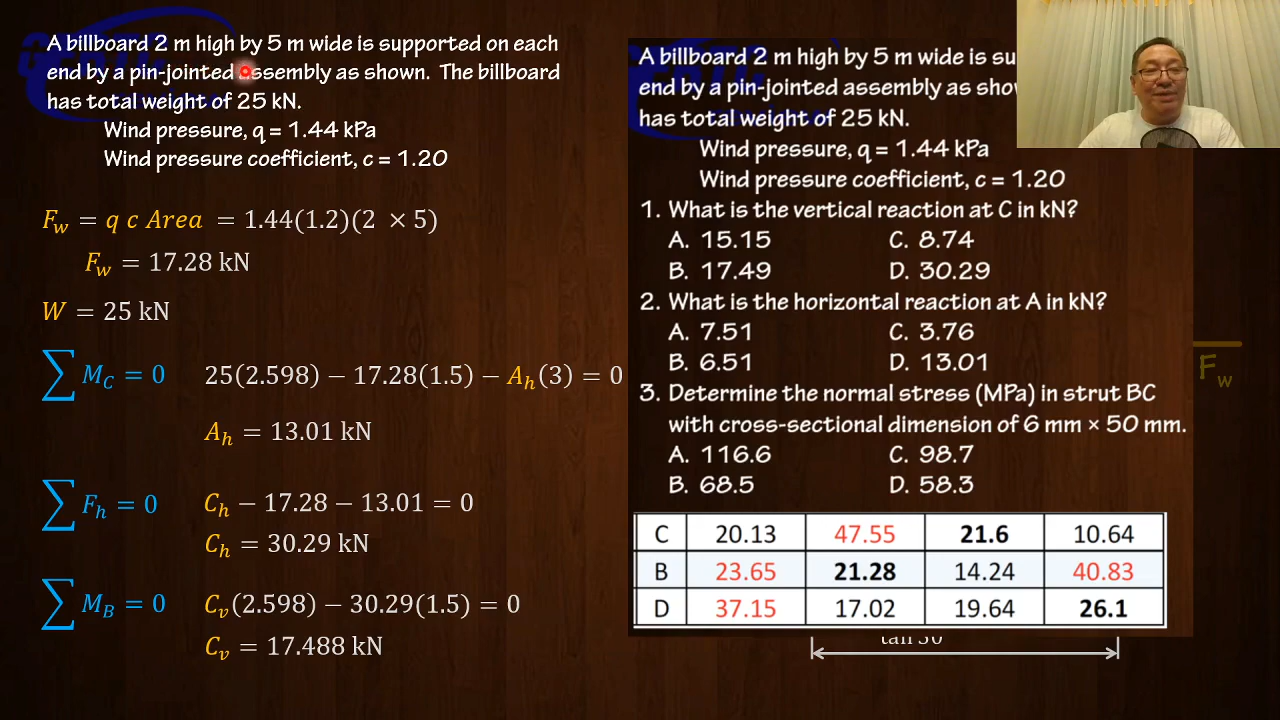 A billboard 2 m high by 5 m wide is supported on each
end by a pin-jointed assembly as shown. The billboard
has total weight of 25 kN.
Wind pressure, q = 1.44 kPa
Wind pressure coefficient, c = 1.20
F_w = q c Area = 1.44(1.2)(2 × 5)
F_w = 17.28 kN
W = 25 kN
∑ M_C = 0 25(2.598) − 17.28(1.5) − A_h(3) = 0
A_h = 13.01 kN
∑ F_h = 0 C_h − 17.28 − 13.01 = 0
C_h = 30.29 kN
∑ M_B = 0 C_v(2.598) − 30.29(1.5) = 0
C_v = 17.488 kN
A billboard 2 m high by 5 m wide is su
end by a pin-jointed assembly as sho
has total weight of 25 kN.
Wind pressure, q = 1.44 kPa
Wind pressure coefficient, c = 1.20
1. What is the vertical reaction at C in kN?
A. 15.15 C. 8.74
B. 17.49 D. 30.29
2. What is the horizontal reaction at A in kN?
A. 7.51 C. 3.76
B. 6.51 D. 13.01
3. Determine the normal stress (MPa) in strut BC
with cross-sectional dimension of 6 mm × 50 mm.
A. 116.6 C. 98.7
B. 68.5 D. 58.3
C 20.13 47.55 21.6 10.64
B 23.65 21.28 14.24 40.83
D 37.15 17.02 19.64 26.1
F_w
tan 30